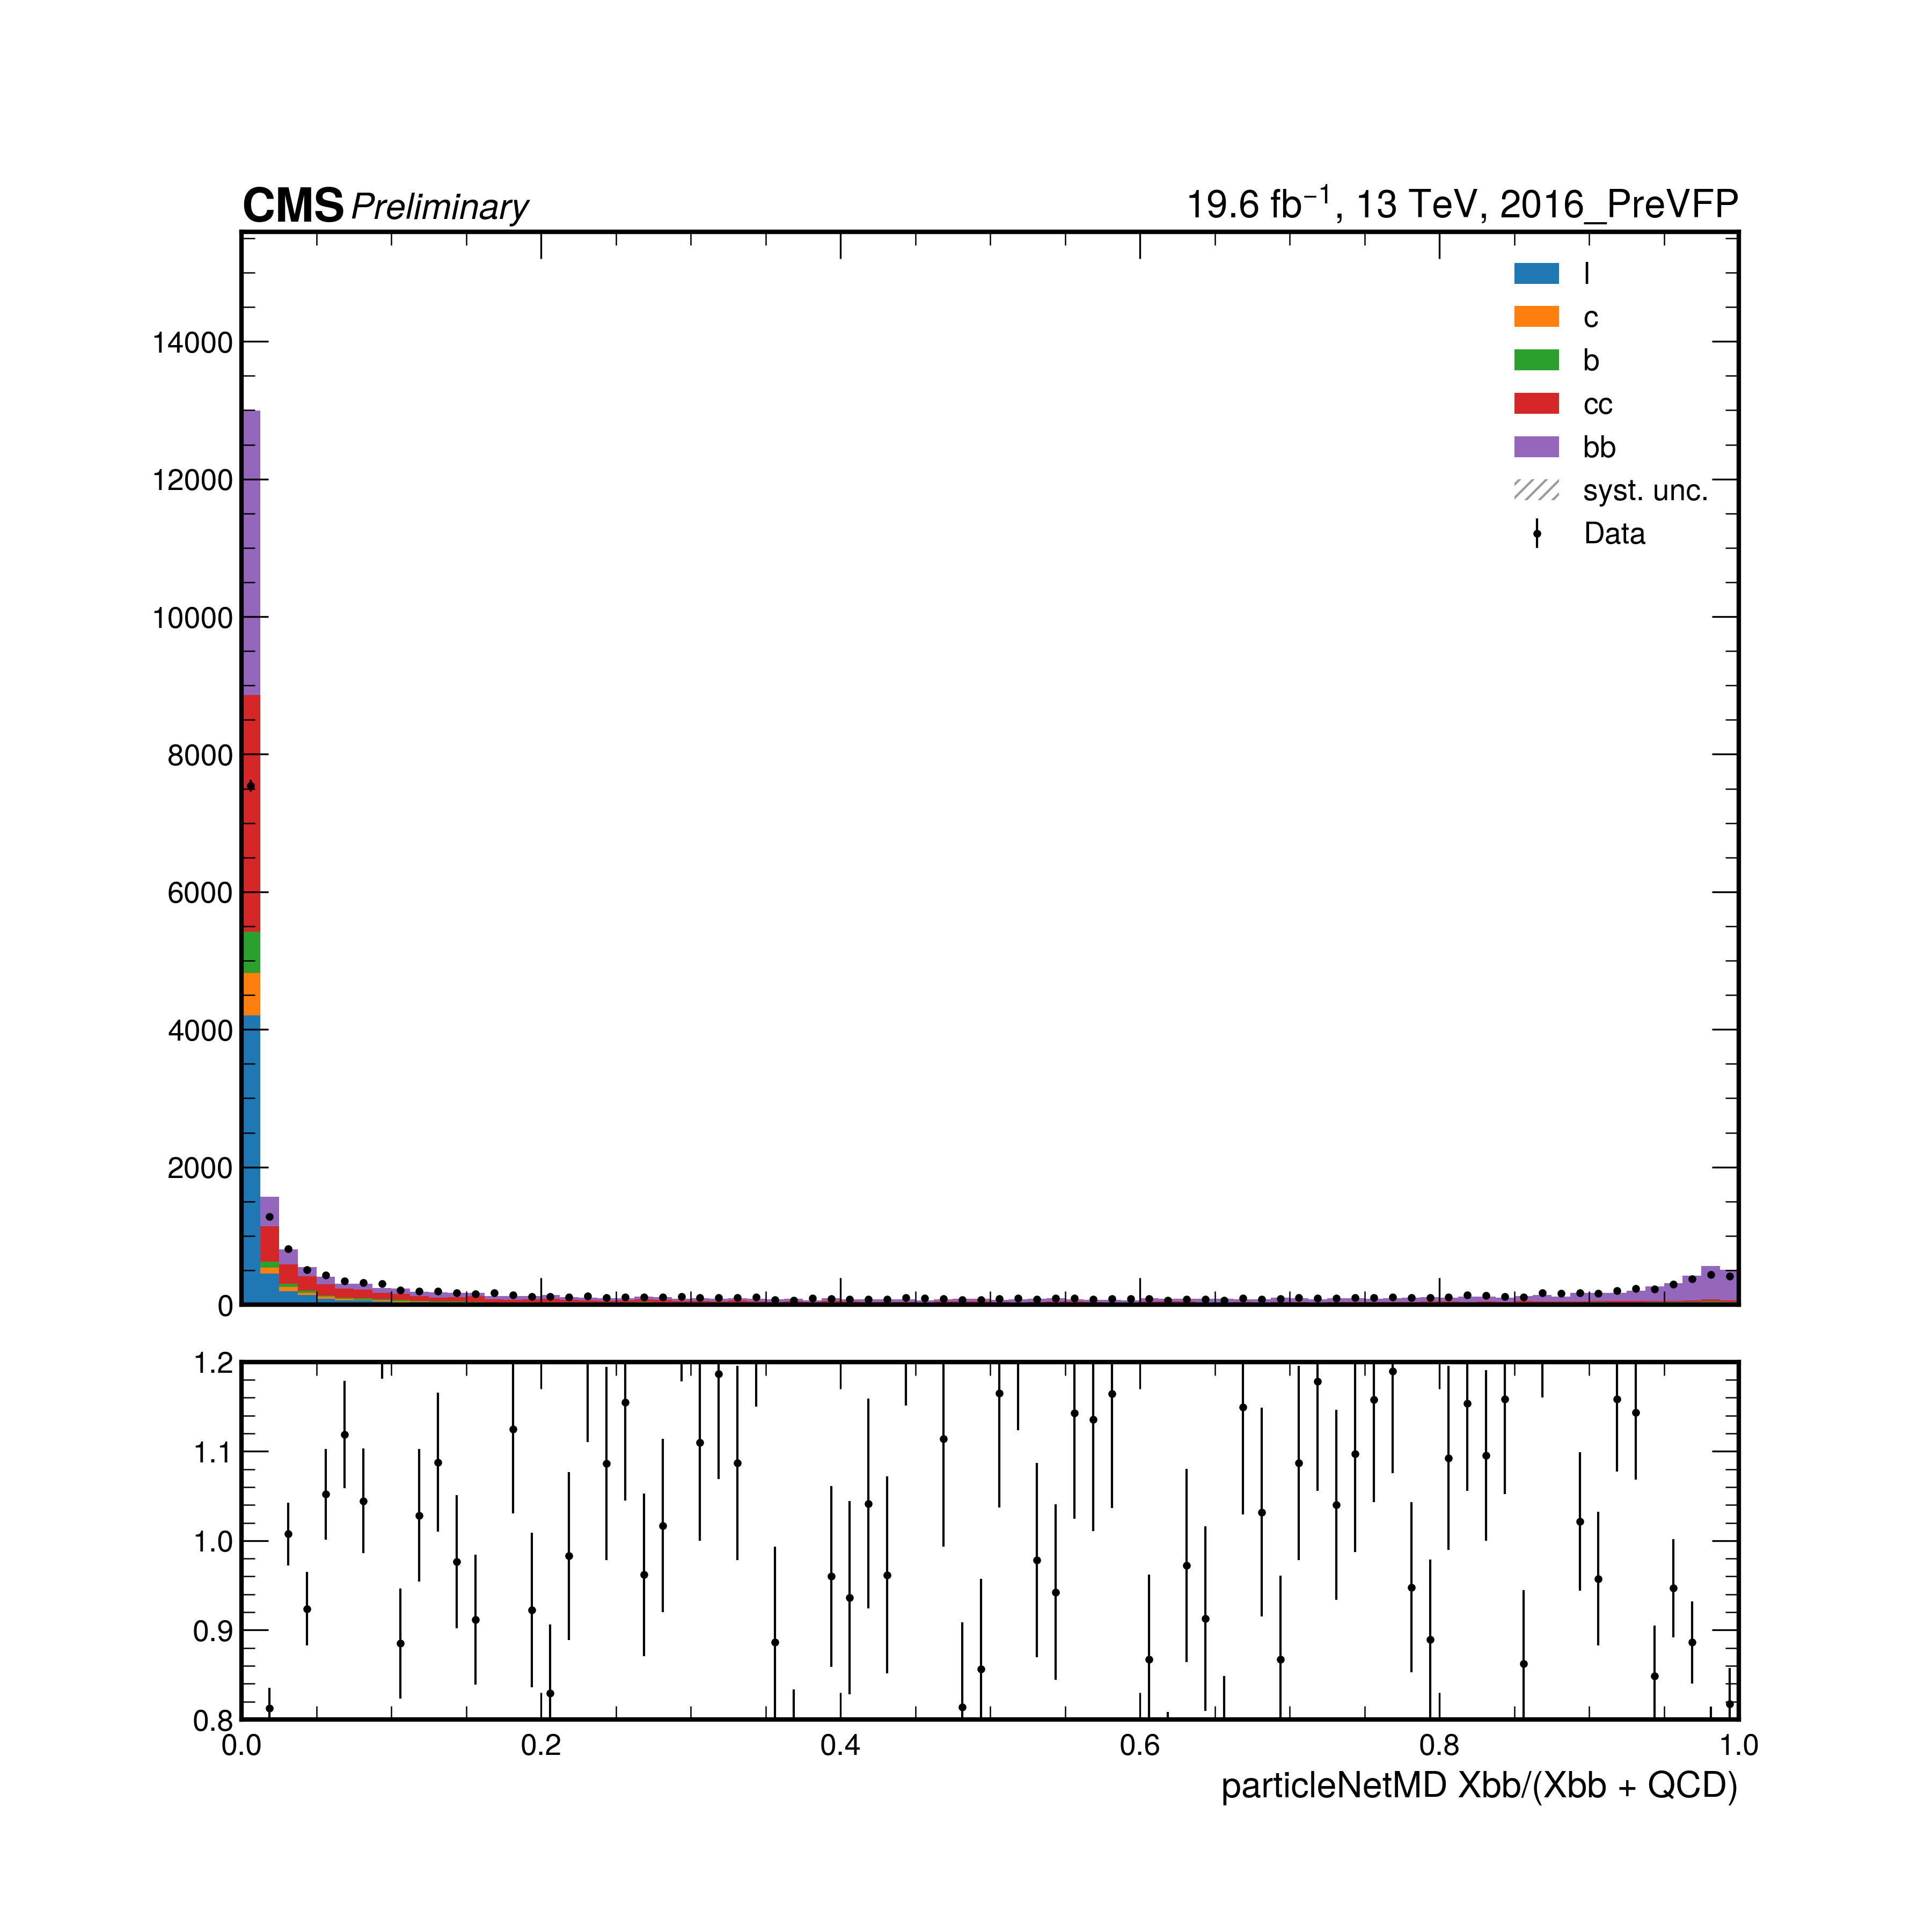 CMS Preliminary
19.6 fb⁻¹, 13 TeV, 2016_PreVFP
l
c
b
cc
bb
syst. unc.
Data
14000
12000
10000
8000
6000
4000
2000
0
1.2
1.1
1.0
0.9
0.8
0.0 0.2 0.4 0.6 0.8 1.0
particleNetMD Xbb/(Xbb + QCD)